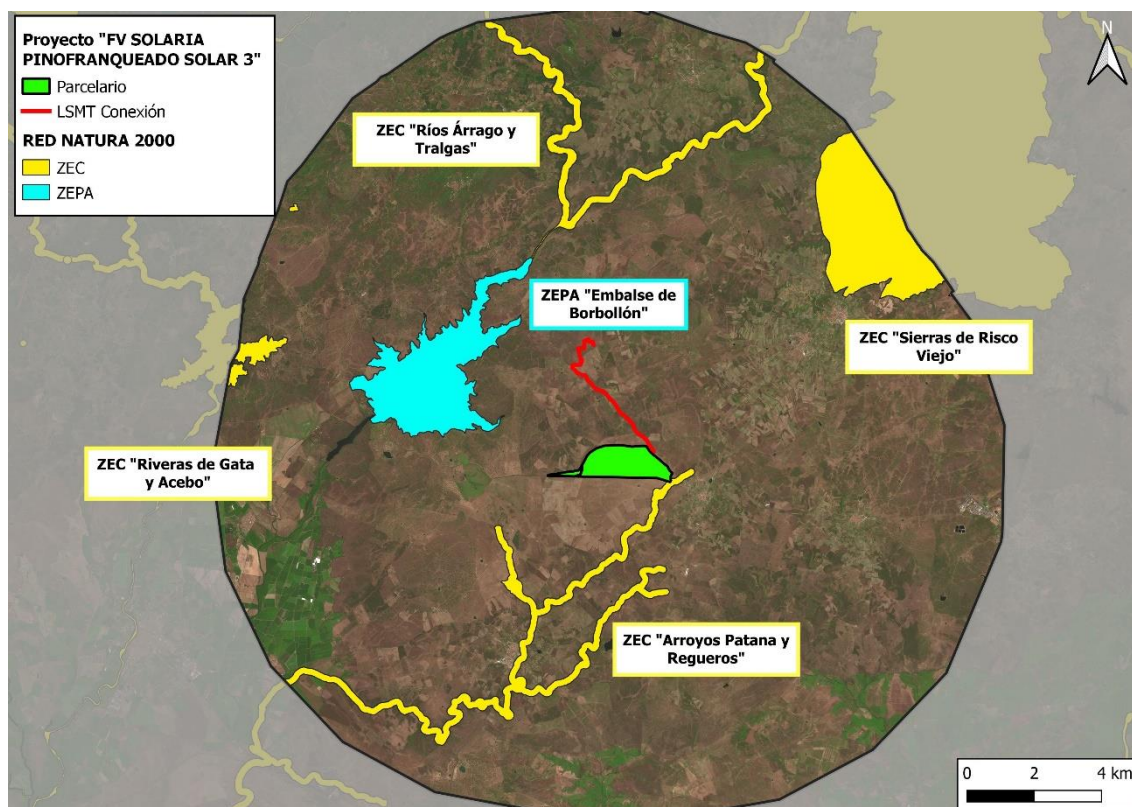 Proyecto "FV SOLARIA
PINOFRANQUEADO SOLAR 3"
Parcelario
LSMT Conexión
RED NATURA 2000
ZEC
ZEPA
N
ZEC "Ríos Árrago y
Tralgas"
ZEPA "Embalse de
Borbollón"
ZEC "Sierras de Risco
Viejo"
ZEC "Riveras de Gata
y Acebo"
ZEC "Arroyos Patana y
Regueros"
0 2 4 km